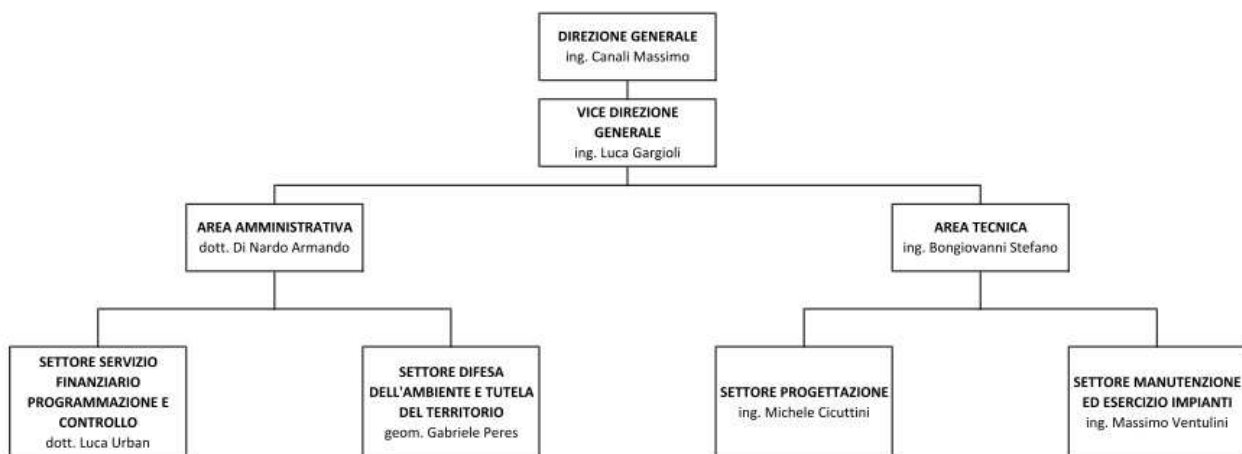 DIREZIONE GENERALE
ing. Canali Massimo
VICE DIREZIONE
GENERALE
ing. Luca Gargioli
AREA AMMINISTRATIVA
dott. Di Nardo Armando
AREA TECNICA
ing. Bongiovanni Stefano
SETTORE SERVIZIO
FINANZIARIO
PROGRAMMAZIONE E
CONTROLLO
dott. Luca Urban
SETTORE DIFESA
DELL'AMBIENTE E TUTELA
DEL TERRITORIO
geom. Gabriele Peres
SETTORE PROGETTAZIONE
ing. Michele Cicuttini
SETTORE MANUTENZIONE
ED ESERCIZIO IMPIANTI
ing. Massimo Ventulini